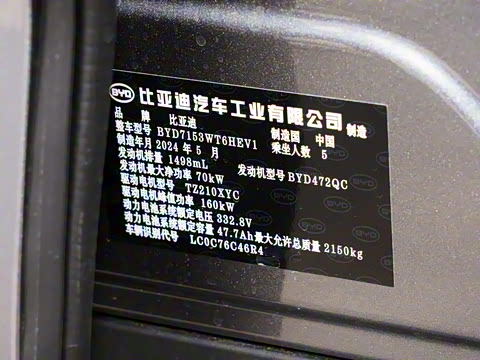 BYD 比亚迪汽车工业有限公司 制造
品牌 比亚迪 制造国 中国
整车型号 BYD7153WT6HEV1 乘坐人数 5
制造年月 2024 年 5 月
发动机排量 1498mL 发动机型号 BYD472QC
发动机最大净功率 70kW
驱动电机型号 TZ210XYC
驱动电机峰值功率 160kW
动力电池系统额定电压 332.8V
动力电池系统额定容量 47.7Ah 最大允许总质量 2150kg
车辆识别代号 LC0C76C46R4